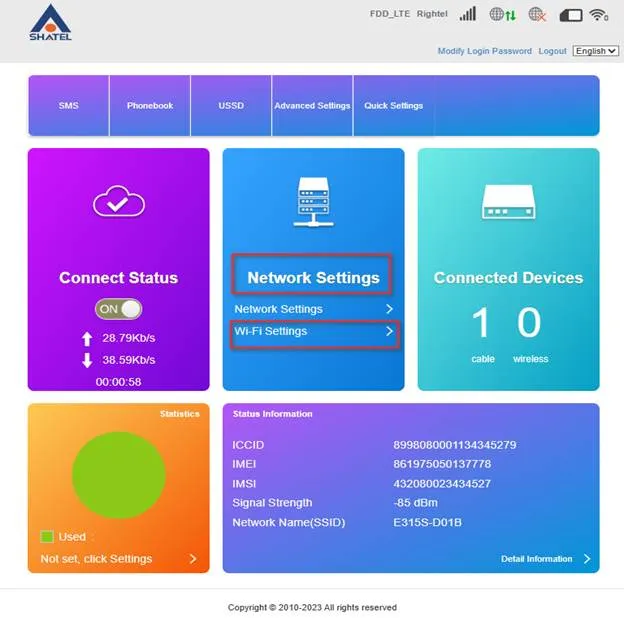 SHATEL
FDD_LTE Rightel
Modify Login Password Logout English
SMS Phonebook USSD Advanced Settings Quick Settings
Connect Status
ON
28.79Kb/s
38.59Kb/s
00:00:58
Network Settings
Network Settings
Wi-Fi Settings
Connected Devices
1 0
cable wireless
Statistics
Used :
Not set, click Settings
Status Information
ICCID 8998080001134345279
IMEI 861975050137778
IMSI 432080023434527
Signal Strength -85 dBm
Network Name(SSID) E315S-D01B
Detail Information
Copyright © 2010-2023 All rights reserved